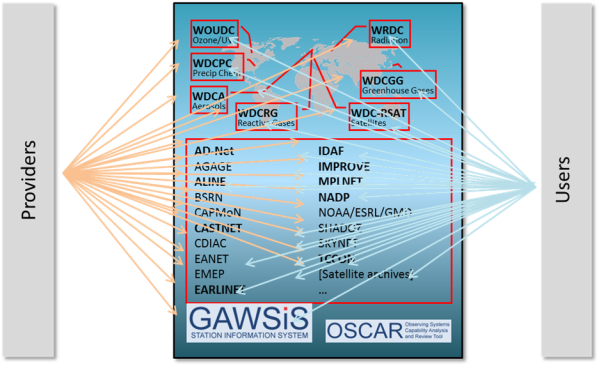 Providers
WOUDC
Ozone/UV
WDCPC
Precip Chem
WDCA
Aerosols
WDCRG
Reactive Gases
WRDC
Radiation
WDCGG
Greenhouse Gases
WDC-RSAT
Satellites
AD-Net
AGAGE
ALINE
BSRN
CAPMoN
CASTNET
CDIAC
EANET
EMEP
EARLINET
IDAF
IMPROVE
MPLNET
NADP
NOAA/ESRL/GMD
SHADOZ
SKYNET
TCCON
[Satellite archives]
...
GAWSiS
STATION INFORMATION SYSTEM
OSCAR
Observing Systems
Capability Analysis
and Review Tool
Users